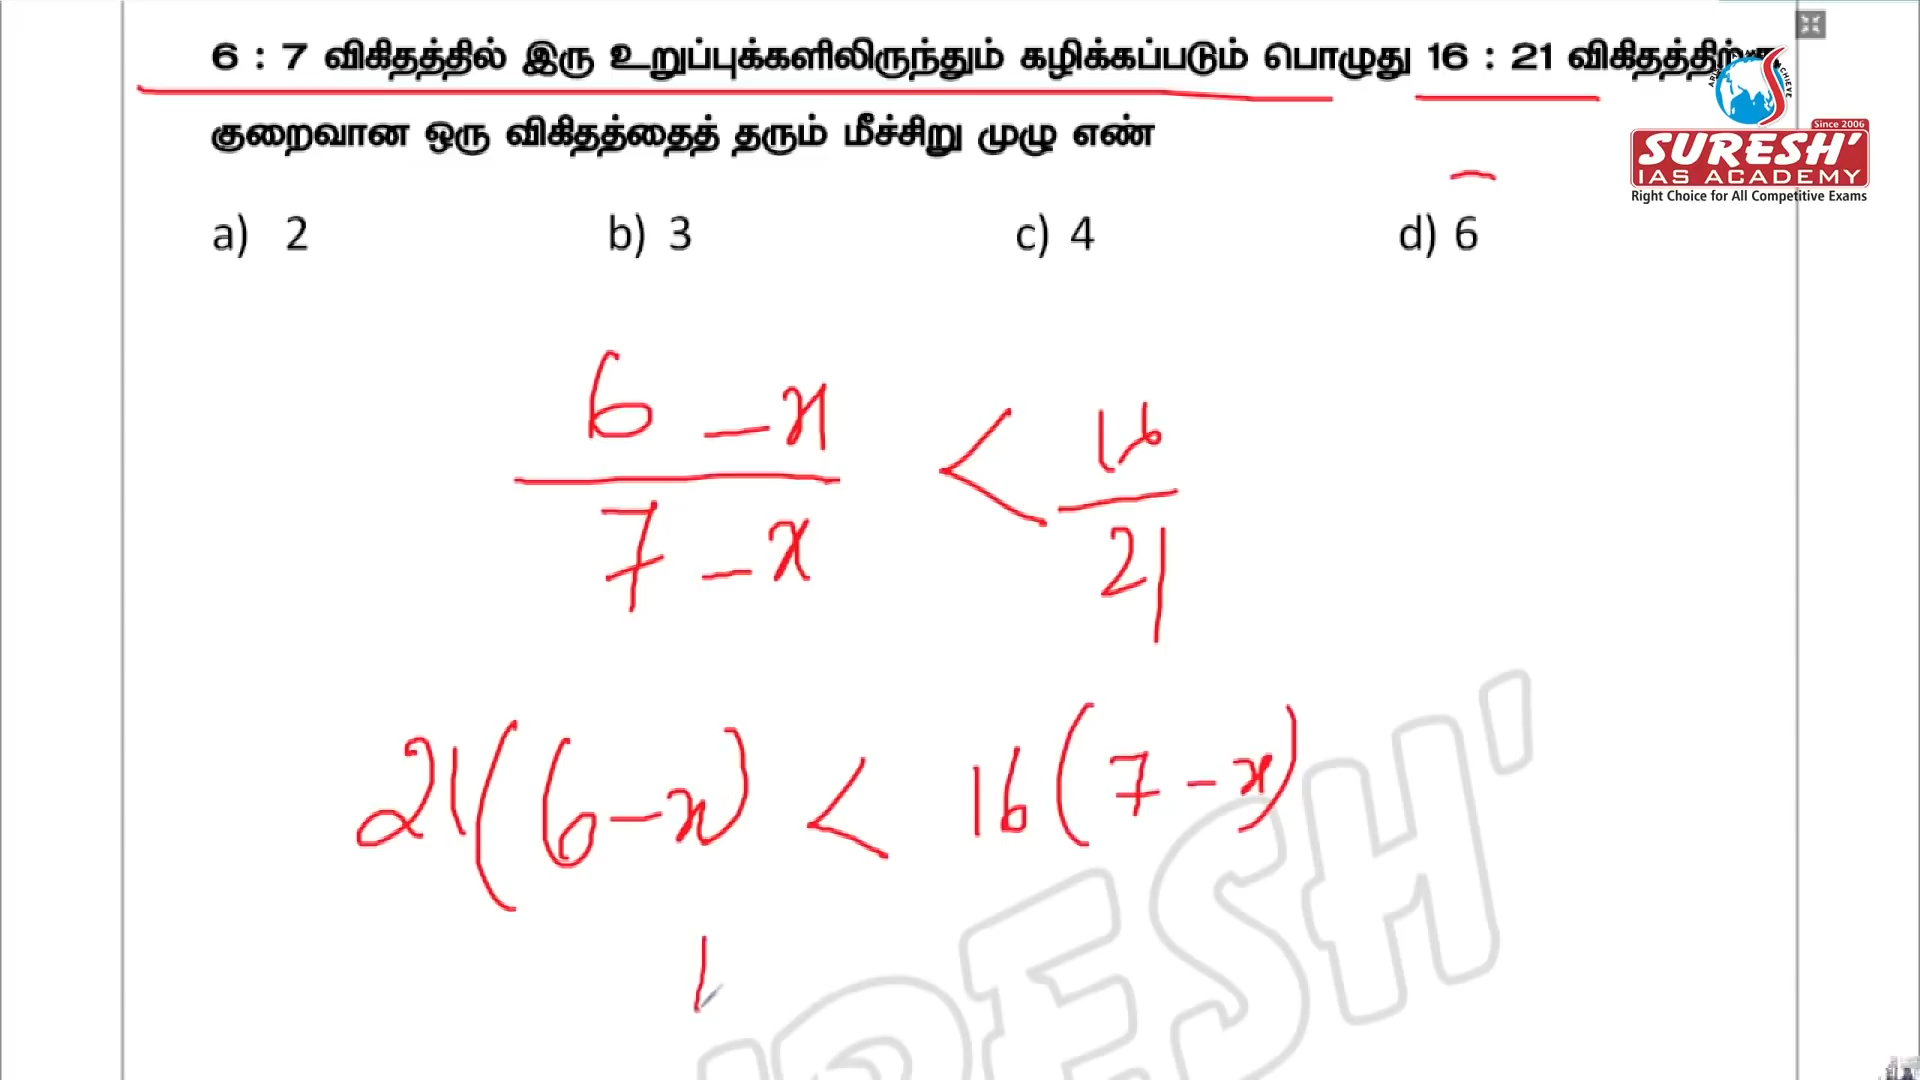 6 : 7 விகிதத்தில் இரு உறுப்புக்களிலிருந்தும் கழிக்கப்படும் பொழுது 16 : 21 விகிதத்திற்கு
குறைவான ஒரு விகிதத்தைத் தரும் மீச்சிறு முழு எண்
Since 2006
SURESH'
IAS ACADEMY
Right Choice for All Competitive Exams
a) 2 b) 3 c) 4 d) 6
6 - x < 16
7 - x 21
21(6-x) < 16(7-x)
1
RESH'